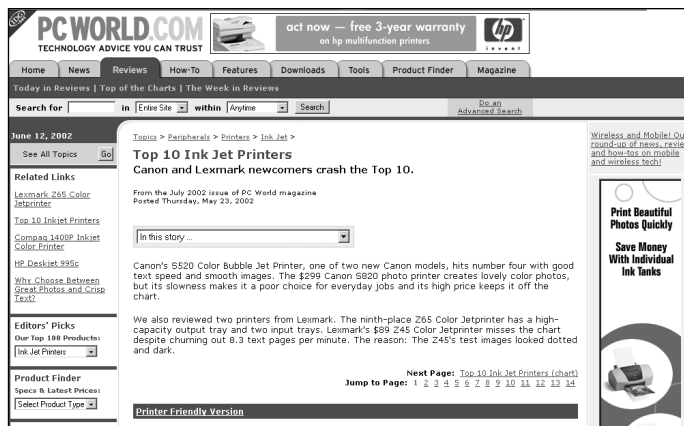 IDG
PC WORLD.COM
TECHNOLOGY ADVICE YOU CAN TRUST
act now — free 3-year warranty
on hp multifunction printers
hp
invent
Home News Reviews How-To Features Downloads Tools Product Finder Magazine
Today in Reviews | Top of the Charts | The Week in Reviews
Search for in Entire Site within Anytime Search
Do an
Advanced Search
June 12, 2002
See All Topics Go
Related Links
Lexmark Z65 Color
Jetprinter
Top 10 Inkjet Printers
Compaq 1400P Inkjet
Color Printer
HP Deskjet 995c
Why Choose Between
Great Photos and Crisp
Text?
Editors' Picks
Our Top 100 Products:
Ink Jet Printers
Product Finder
Specs & Latest Prices:
Select Product Type
Topics > Peripherals > Printers > Ink Jet >
Top 10 Ink Jet Printers
Canon and Lexmark newcomers crash the Top 10.
From the July 2002 issue of PC World magazine
Posted Thursday, May 23, 2002
In this story ...
Canon's S520 Color Bubble Jet Printer, one of two new Canon models, hits number four with good
text speed and smooth images. The $299 Canon S820 photo printer creates lovely color photos,
but its slowness makes it a poor choice for everyday jobs and its high price keeps it off the
chart.
We also reviewed two printers from Lexmark. The ninth-place Z65 Color Jetprinter has a high-
capacity output tray and two input trays. Lexmark's $89 Z45 Color Jetprinter misses the chart
despite churning out 8.3 text pages per minute. The reason: The Z45's test images looked dotted
and dark.
Next Page: Top 10 Ink Jet Printers (chart)
Jump to Page: 1 2 3 4 5 6 7 8 9 10 11 12 13 14
Printer Friendly Version
Wireless and Mobile! Ou
round-up of news, revie
and how-tos on mobile
and wireless tech!
Print Beautiful
Photos Quickly
Save Money
With Individual
Ink Tanks